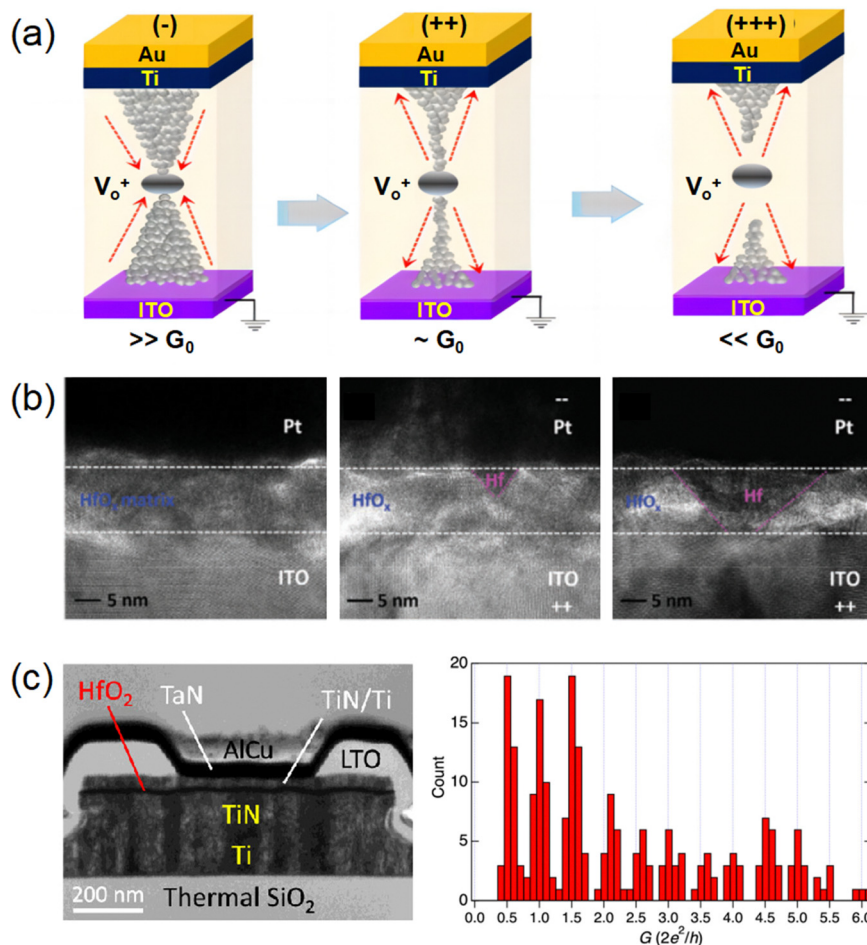 (a)
(-)
Au
Ti
Vo+
ITO
>> G0
(++)
Au
Ti
Vo+
ITO
~ G0
(+++)
Au
Ti
Vo+
ITO
<< G0
(b)
Pt
HfOx matrix
ITO
5 nm
--
Pt
Hf
HfOx
ITO
++
5 nm
--
Pt
Hf
HfOx
ITO
++
5 nm
(c)
HfO2
TaN
TiN/Ti
AlCu
LTO
TiN
Ti
200 nm
Thermal SiO2
20
15
10
5
0
Count
0.0 0.5 1.0 1.5 2.0 2.5 3.0 3.5 4.0 4.5 5.0 5.5 6.0
G (2e²/h)